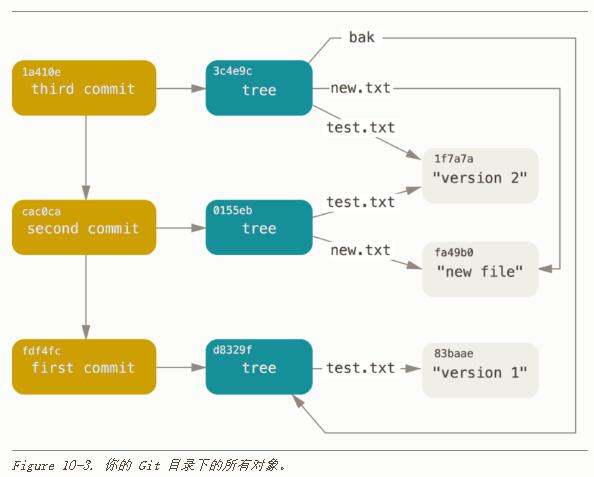 bak
1a410e
third commit
3c4e9c
tree
new.txt
test.txt
1f7a7a
"version 2"
cac0ca
second commit
0155eb
tree
test.txt
new.txt
fa49b0
"new file"
fdf4fc
first commit
d8329f
tree
test.txt
83baae
"version 1"
Figure 10-3. 你的 Git 目录下的所有对象。